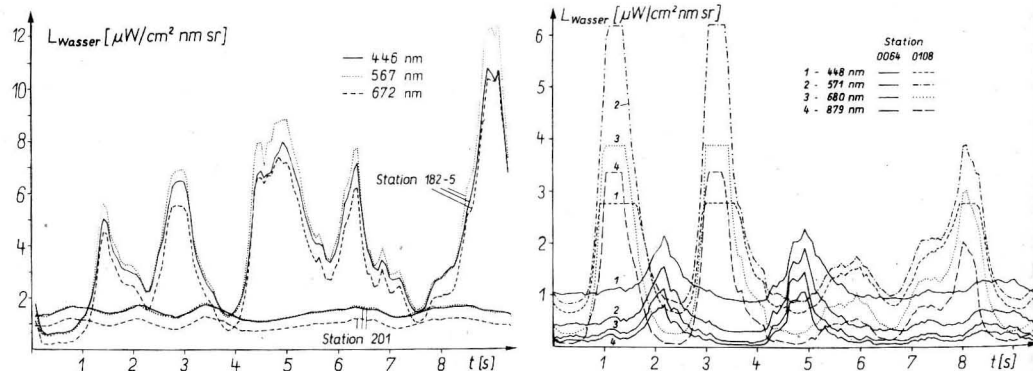 L Wasser [µW/cm² nm sr]
12
10
8
6
4
2
446 nm
567 nm
672 nm
Station 182-5
Station 201
1 2 3 4 5 6 7 8 t [s]
L Wasser [µW/cm² nm sr]
6
5
4
3
2
1
Station
0064 0108
1 - 448 nm
2 - 571 nm
3 - 680 nm
4 - 879 nm
2
3
4
1
1
2
3
4
1 2 3 4 5 6 7 8 t [s]